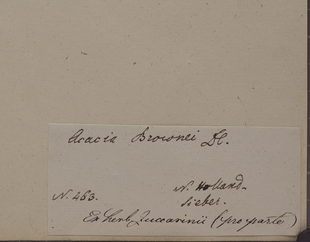 Acacia Brownei DC.
N. Holland.
N. 463. Sieber.
Ex herb. Zuccarinii (pro parte)